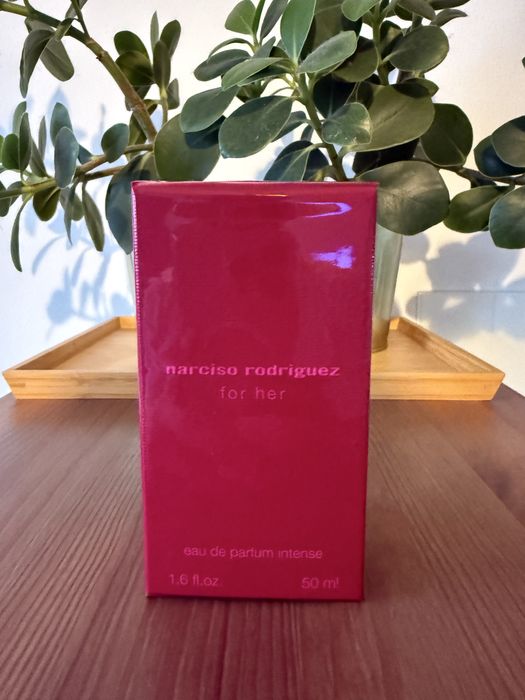 narciso rodriguez
for her
eau de parfum intense
1.6 fl.oz. 50 ml